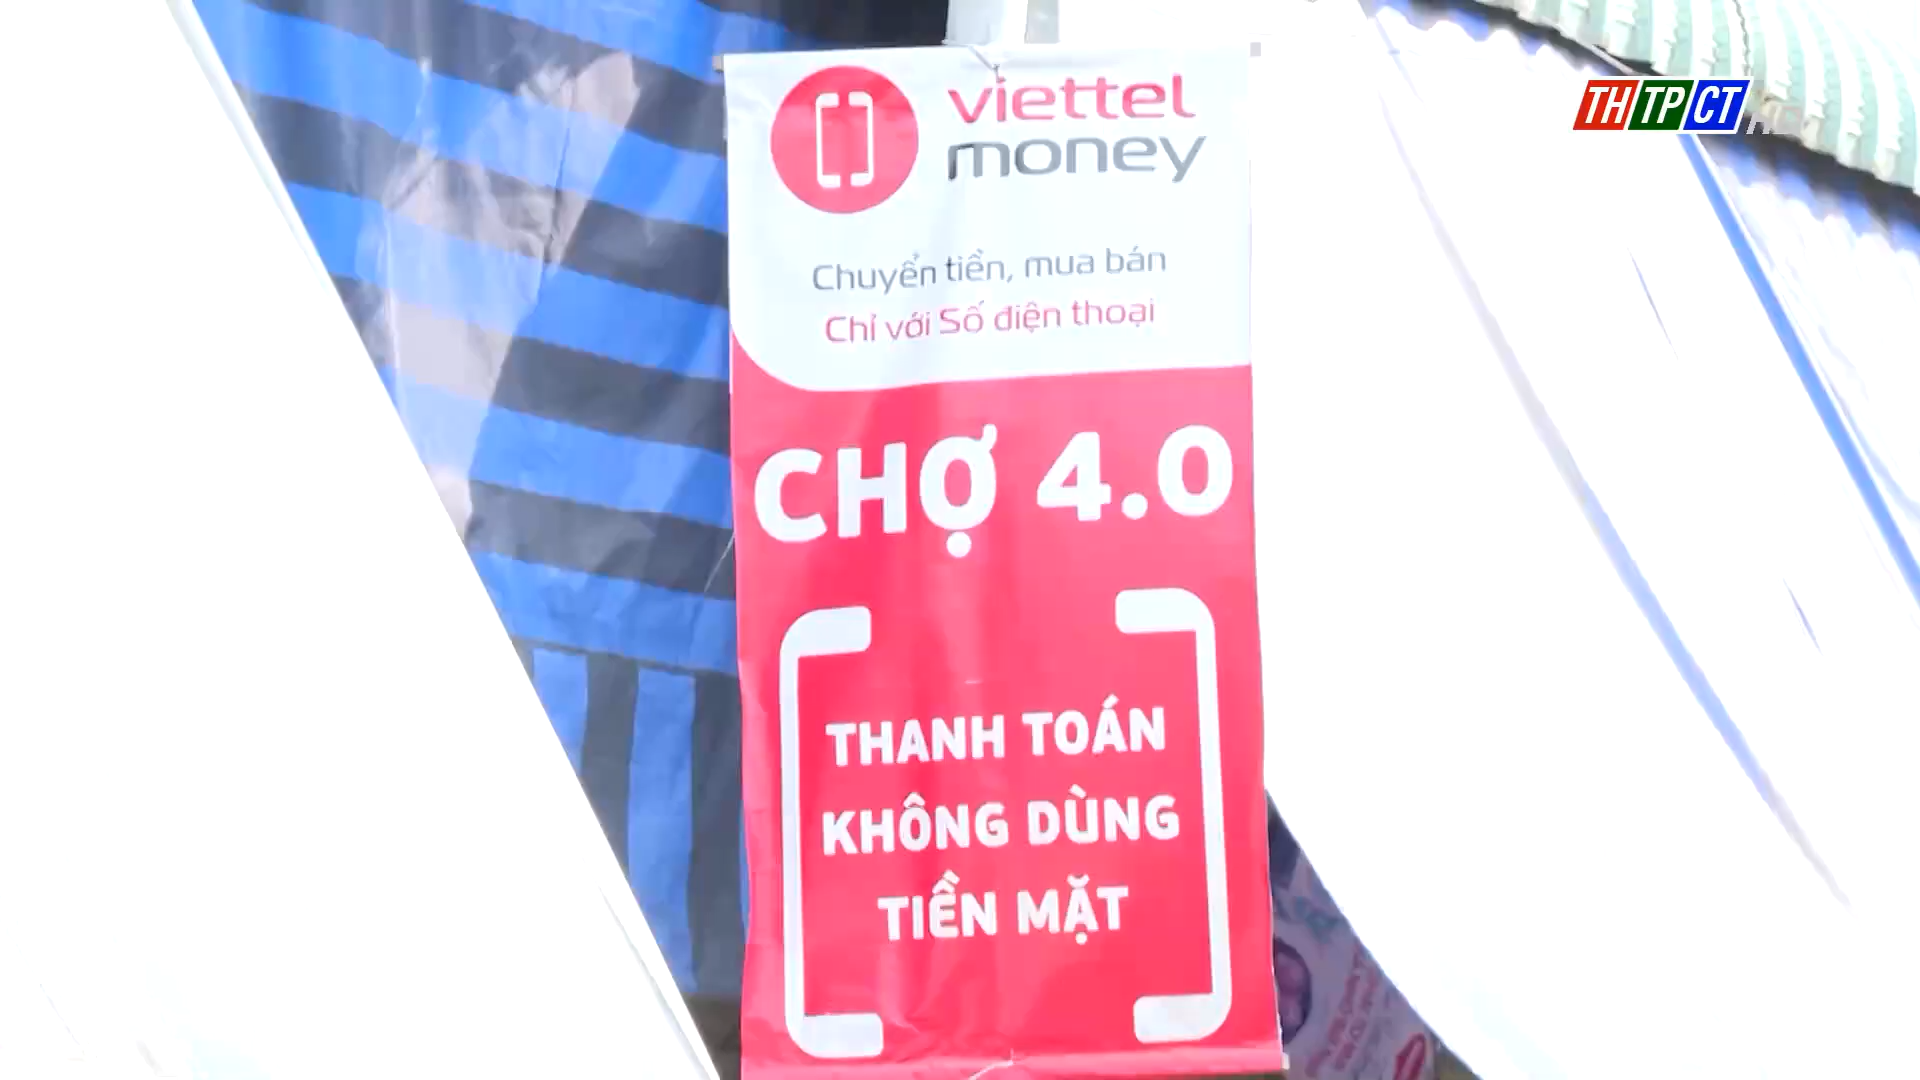 viettel
money
Chuyển tiền, mua bán
Chỉ với Số điện thoại
CHỢ 4.0
THANH TOÁN
KHÔNG DÙNG
TIỀN MẶT
THTPCT